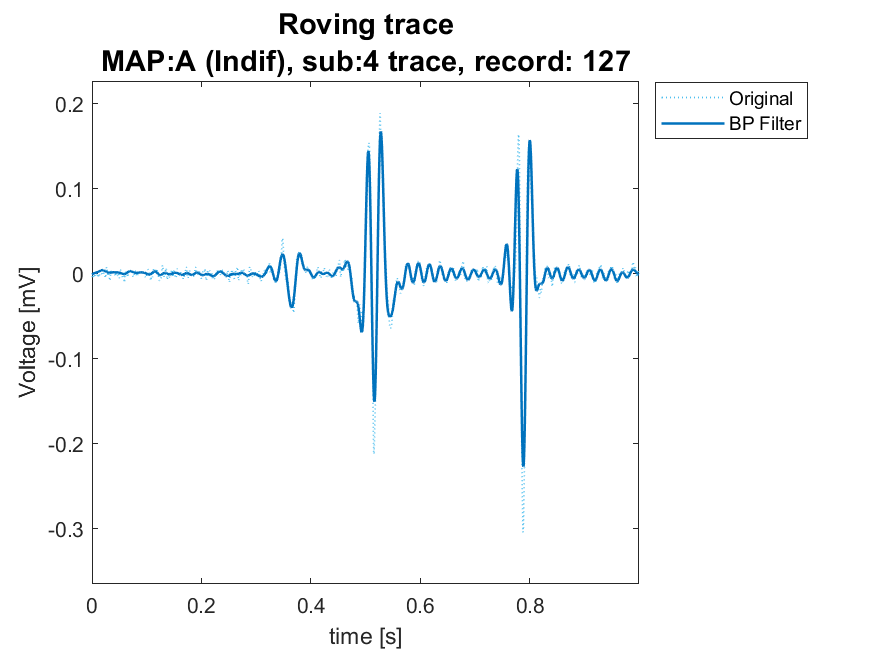 Roving trace
MAP:A (Indif), sub:4 trace, record: 127
Original
BP Filter
0.2
0.1
0
-0.1
-0.2
-0.3
Voltage [mV]
0
0.2
0.4
0.6
0.8
time [s]